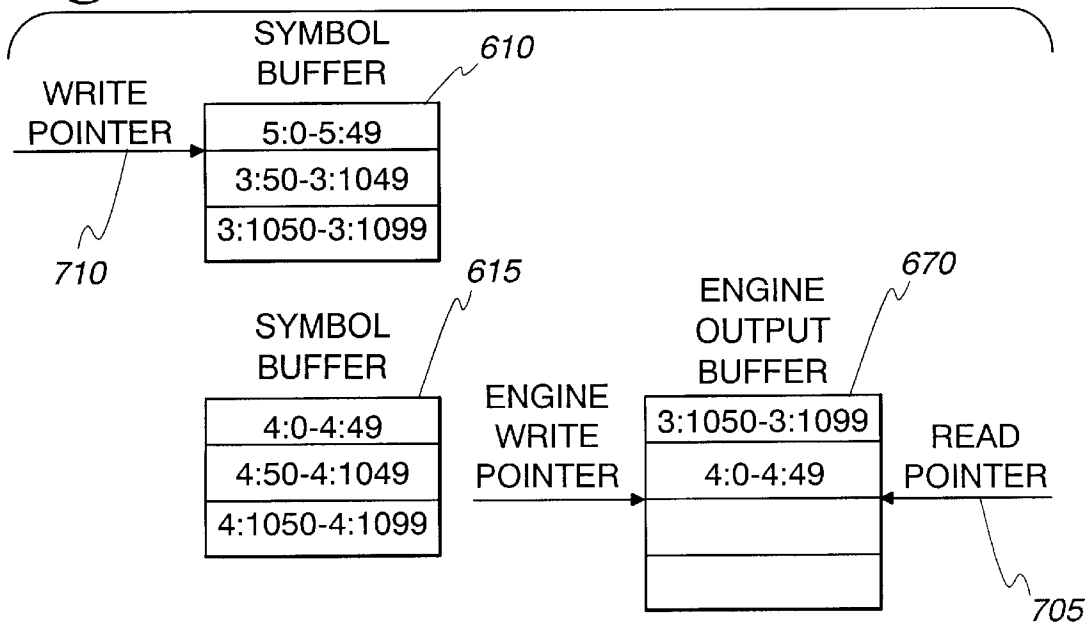 SYMBOL
BUFFER
610
WRITE
POINTER
5:0-5:49
3:50-3:1049
3:1050-3:1099
710
615
SYMBOL
BUFFER
4:0-4:49
4:50-4:1049
4:1050-4:1099
670
ENGINE
OUTPUT
BUFFER
ENGINE
WRITE
POINTER
3:1050-3:1099
4:0-4:49
READ
POINTER
705